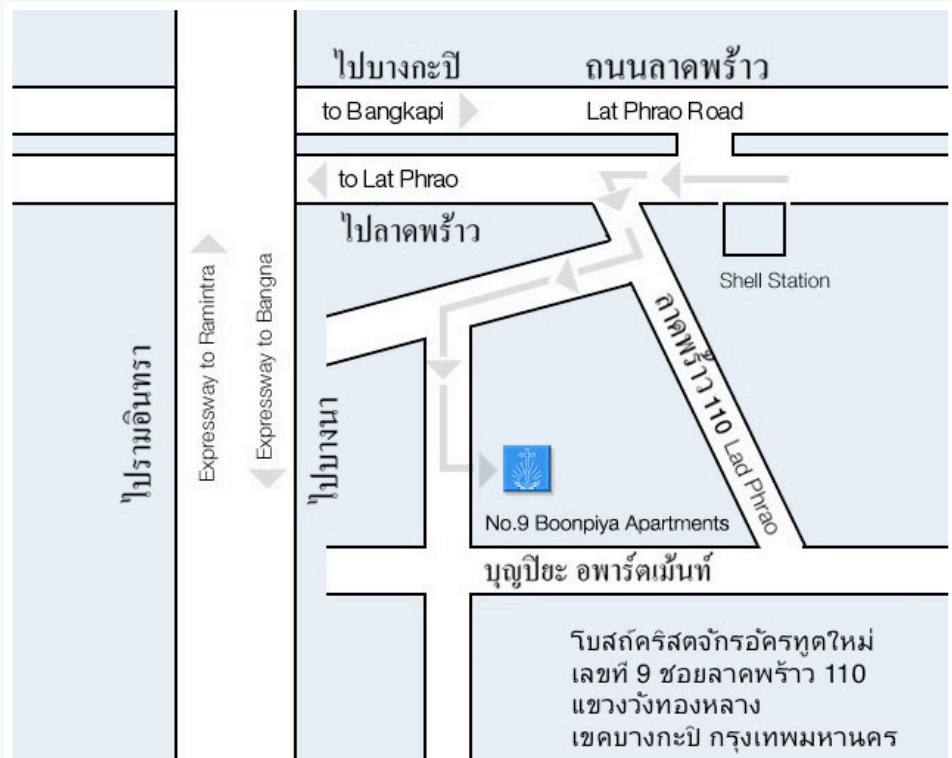 ไปบางกะปิ
ถนนลาดพร้าว
to Bangkapi
Lat Phrao Road
to Lat Phrao
ไปลาดพร้าว
Shell Station
Expressway to Ramintra
Expressway to Bangna
ไปรามอินทรา
ไปบางนา
ลาดพร้าว 110 Lad Phrao
No.9 Boonpiya Apartments
บุญปิยะ อพาร์ตเม้นท์
โบสถ์คริสตจักรอัครทูตใหม่
เลขที่ 9 ซอยลาดพร้าว 110
แขวงวังทองหลาง
เขคบางกะปิ กรุงเทพมหานคร